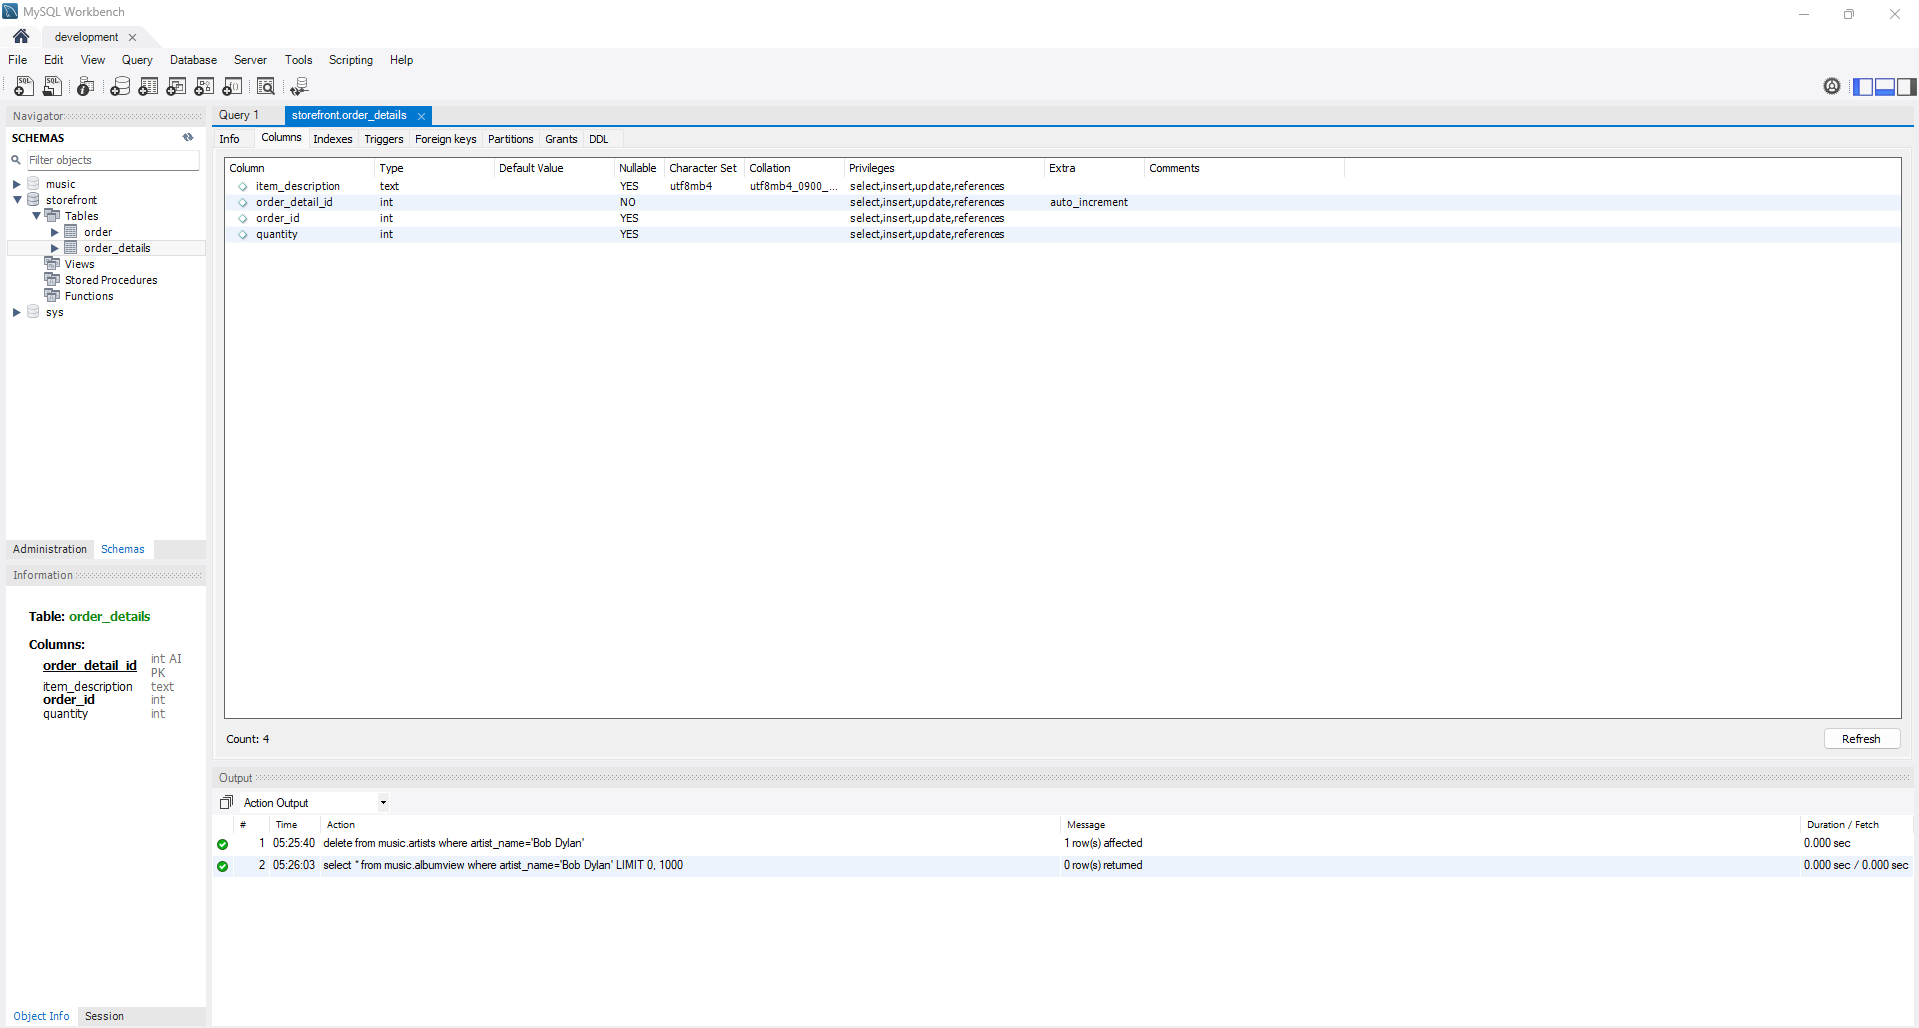 MySQL Workbench
development
File Edit View Query Database Server Tools Scripting Help
Navigator
SCHEMAS
Filter objects
music
storefront
Tables
order
order_details
Views
Stored Procedures
Functions
sys
Administration Schemas
Information
Table: order_details
Columns:
order_detail_id int AI PK
item_description text
order_id int
quantity int
Object Info Session
Query 1 storefront.order_details
Info Columns Indexes Triggers Foreign keys Partitions Grants DDL
Column Type Default Value Nullable Character Set Collation Privileges Extra Comments
item_description text YES utf8mb4 utf8mb4_0900_... select,insert,update,references
order_detail_id int NO select,insert,update,references auto_increment
order_id int YES select,insert,update,references
quantity int YES select,insert,update,references
Count: 4
Refresh
Output
Action Output
# Time Action Message Duration / Fetch
1 05:25:40 delete from music.artists where artist_name='Bob Dylan' 1 row(s) affected 0.000 sec
2 05:26:03 select * from music.albumview where artist_name='Bob Dylan' LIMIT 0, 1000 0 row(s) returned 0.000 sec / 0.000 sec